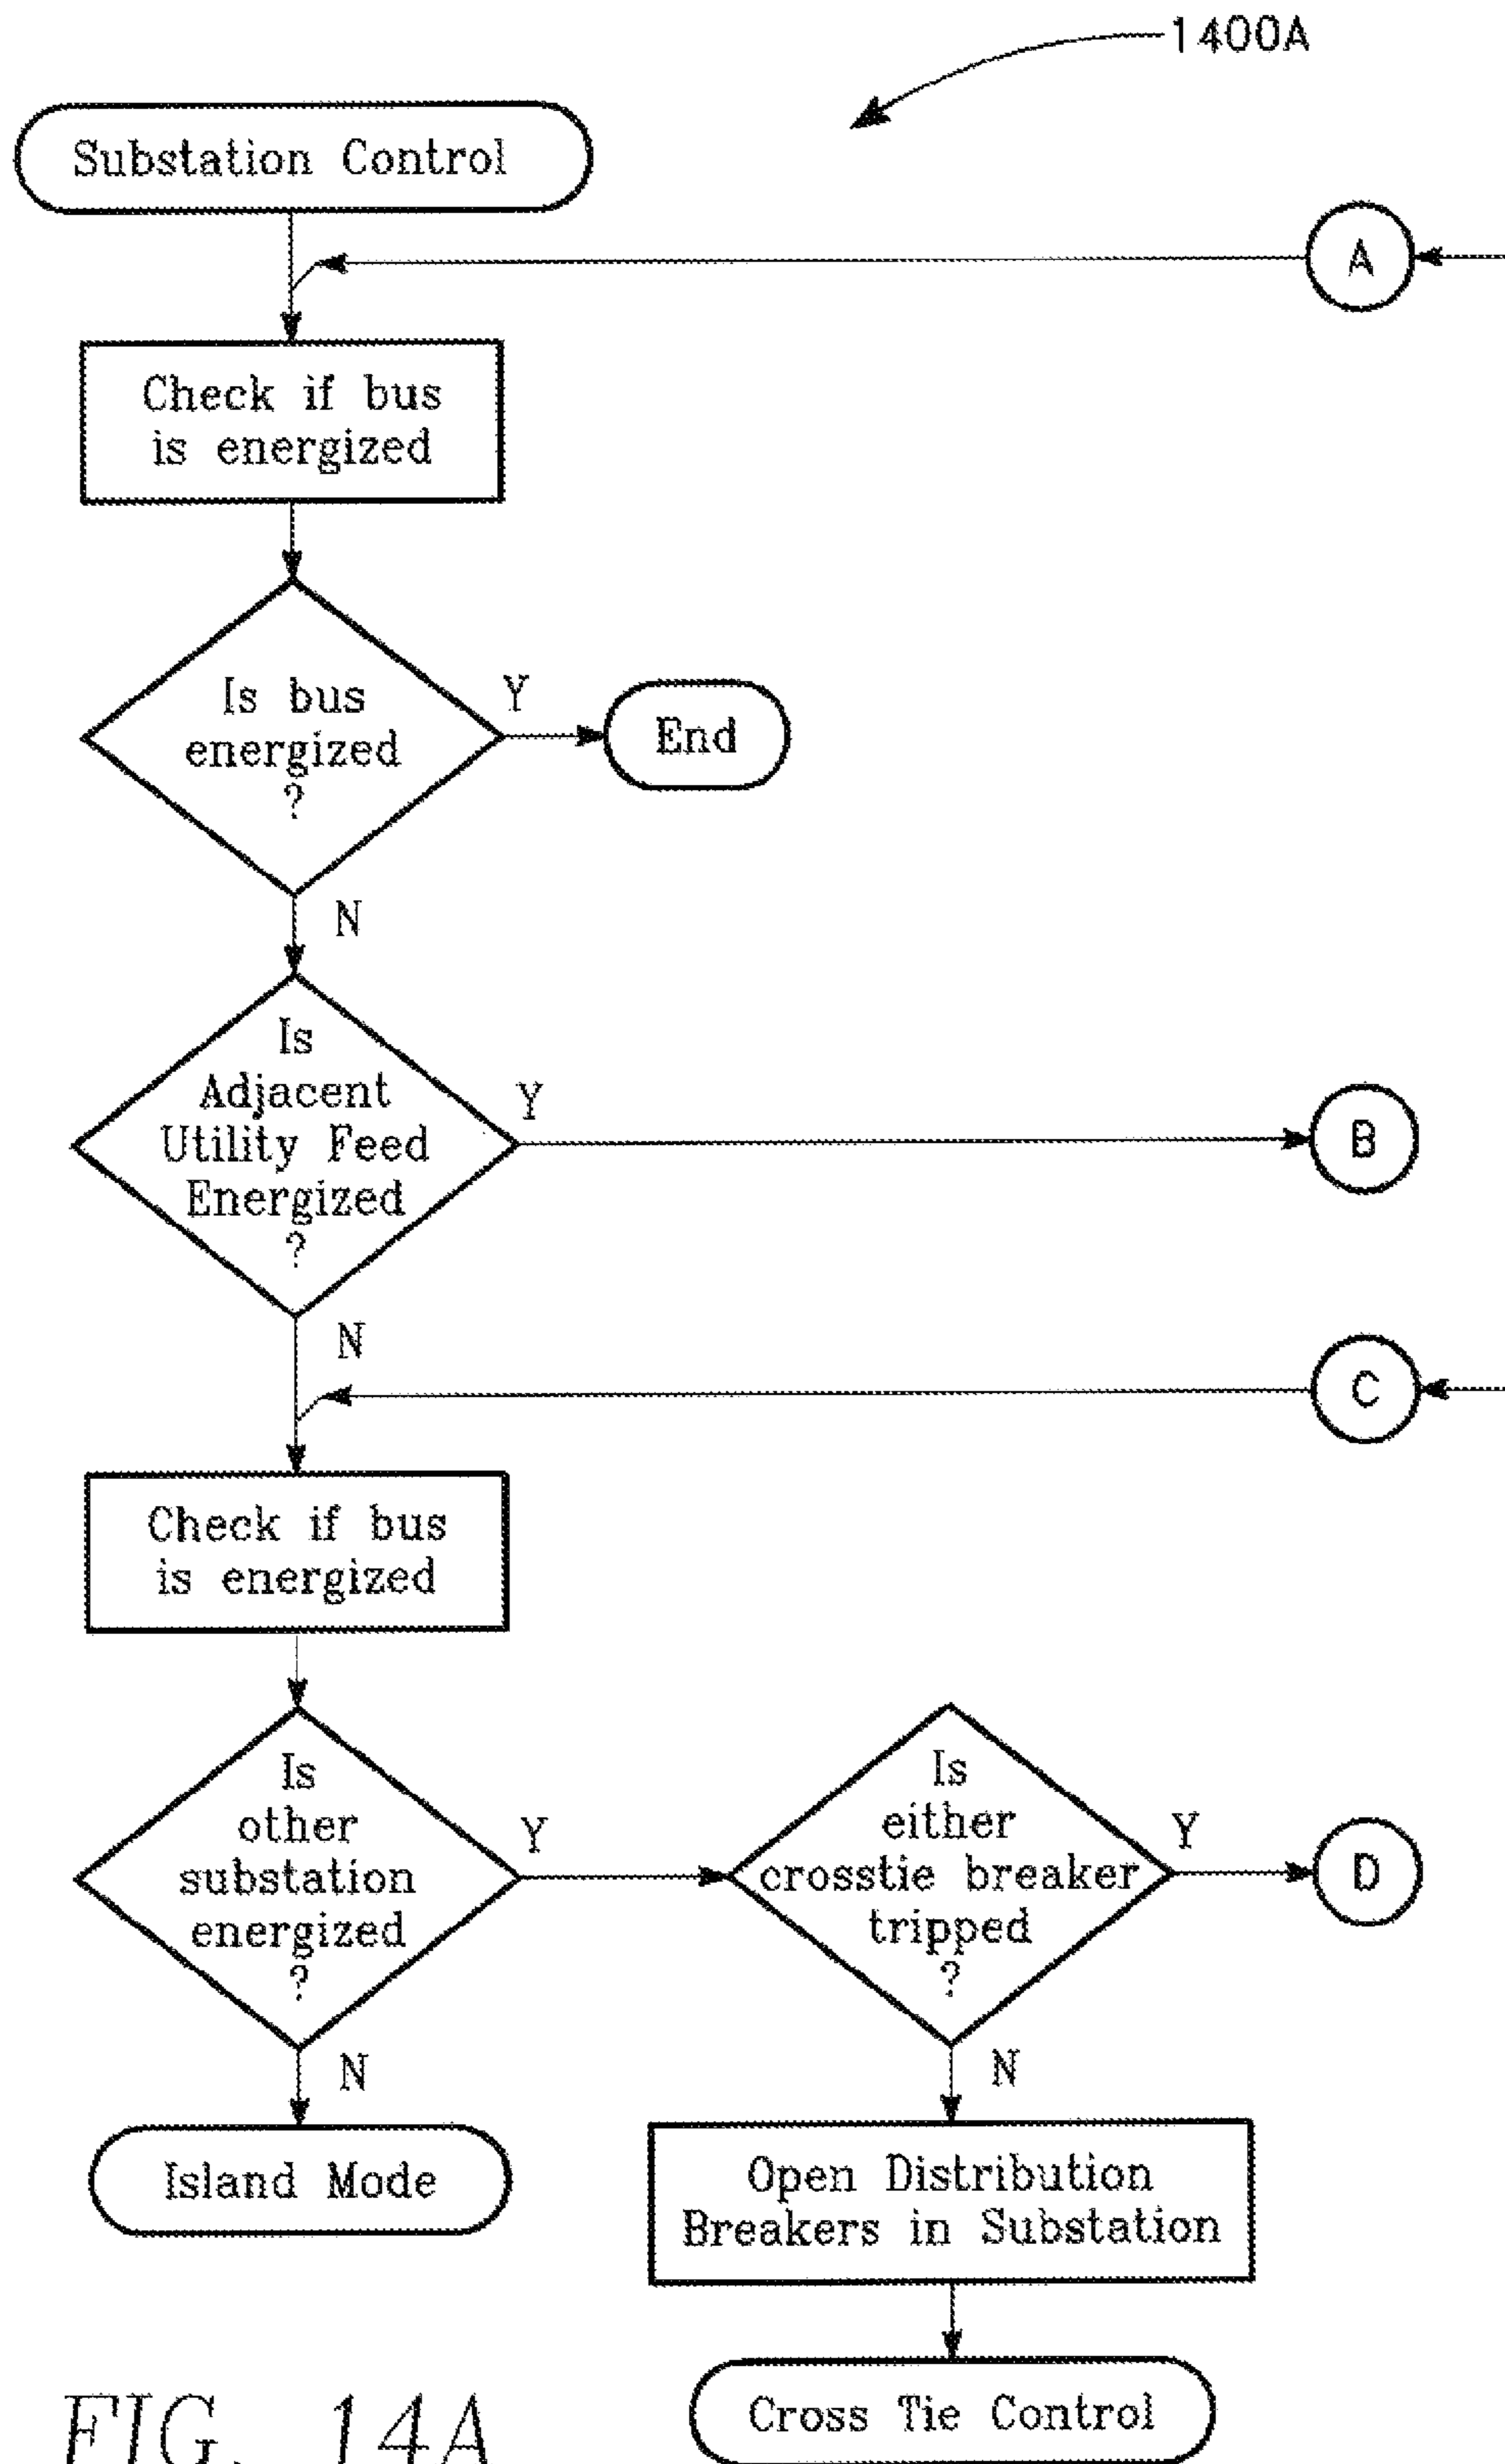 1400A
Substation Control
A
Check if bus
is energized
Is bus
energized
?
Y
End
N
Is
Adjacent
Utility Feed
Energized
?
Y
B
N
C
Check if bus
is energized
Is
other
substation
energized
?
Y
Is
either
crosstie breaker
tripped
?
Y
D
N
Island Mode
N
Open Distribution
Breakers in Substation
Cross Tie Control
FIG. 14A